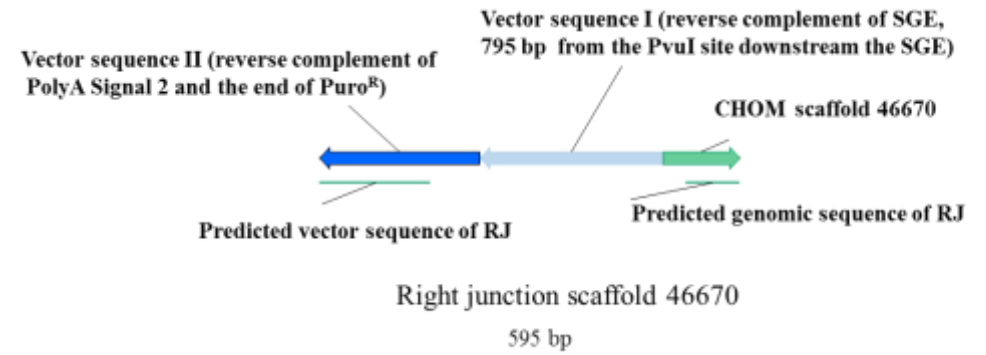 Vector sequence I (reverse complement of SGE,
795 bp from the PvuI site downstream the SGE)
Vector sequence II (reverse complement of
PolyA Signal 2 and the end of Puroᴿ)
CHOM scaffold 46670
Predicted vector sequence of RJ
Predicted genomic sequence of RJ
Right junction scaffold 46670
595 bp